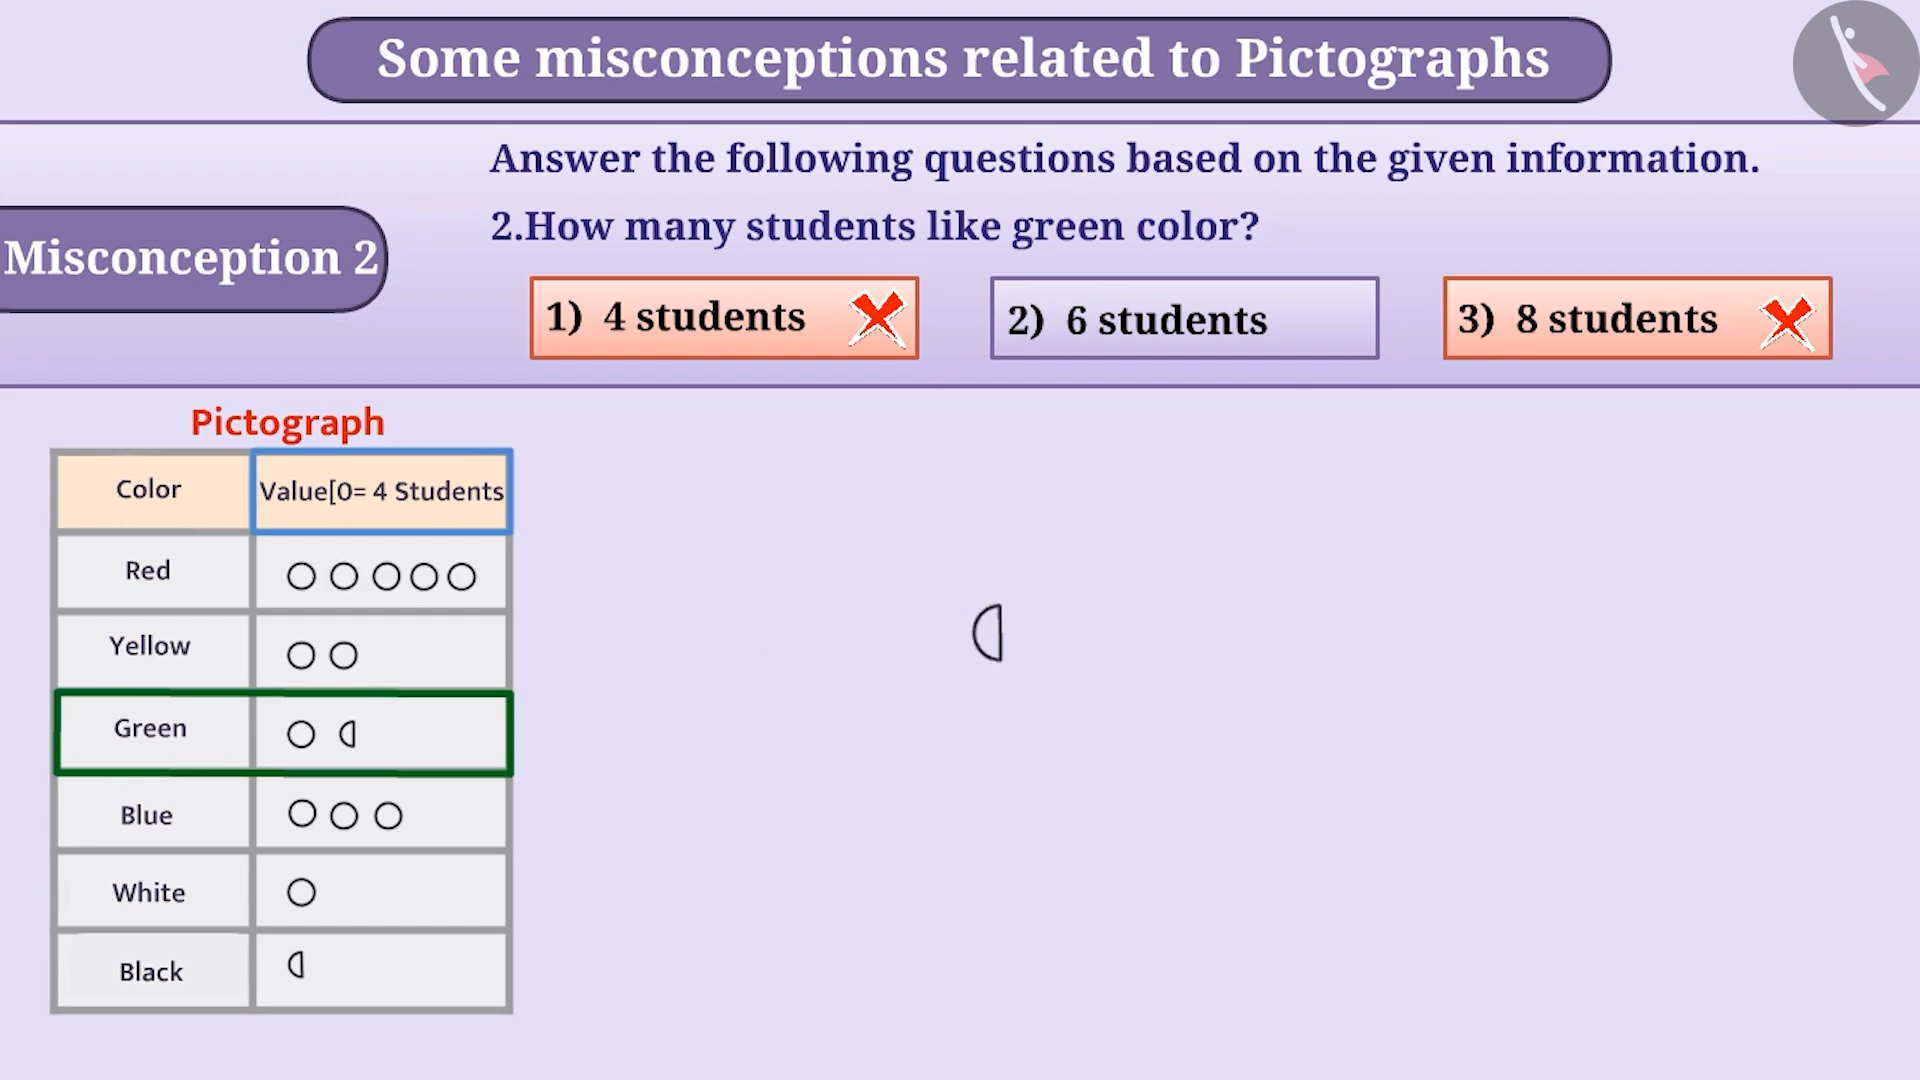 Some misconceptions related to Pictographs
Answer the following questions based on the given information.
2.How many students like green color?
Misconception 2
1) 4 students
2) 6 students
3) 8 students
Pictograph
Color
Value[0= 4 Students
Red
Yellow
Green
Blue
White
Black